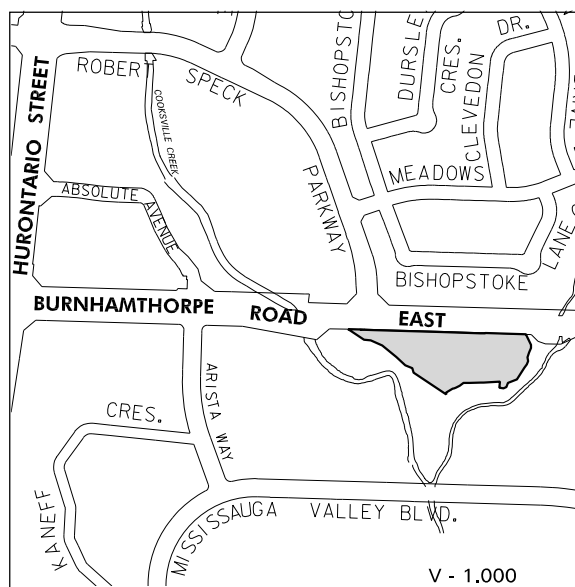 BISHOPSTO
DURSLE
CRES.
CLEVEDON
DR.
ROBERT SPECK PARKWAY
HURONTARIO STREET
COOKSVILLE CREEK
MEADOWS
ABSOLUTE AVENUE
LANE
BISHOPSTOKE
BURNHAMTHORPE ROAD EAST
ARISTA WAY
CRES.
KANEFF
MISSISSAUGA VALLEY BLVD.
V - 1.000